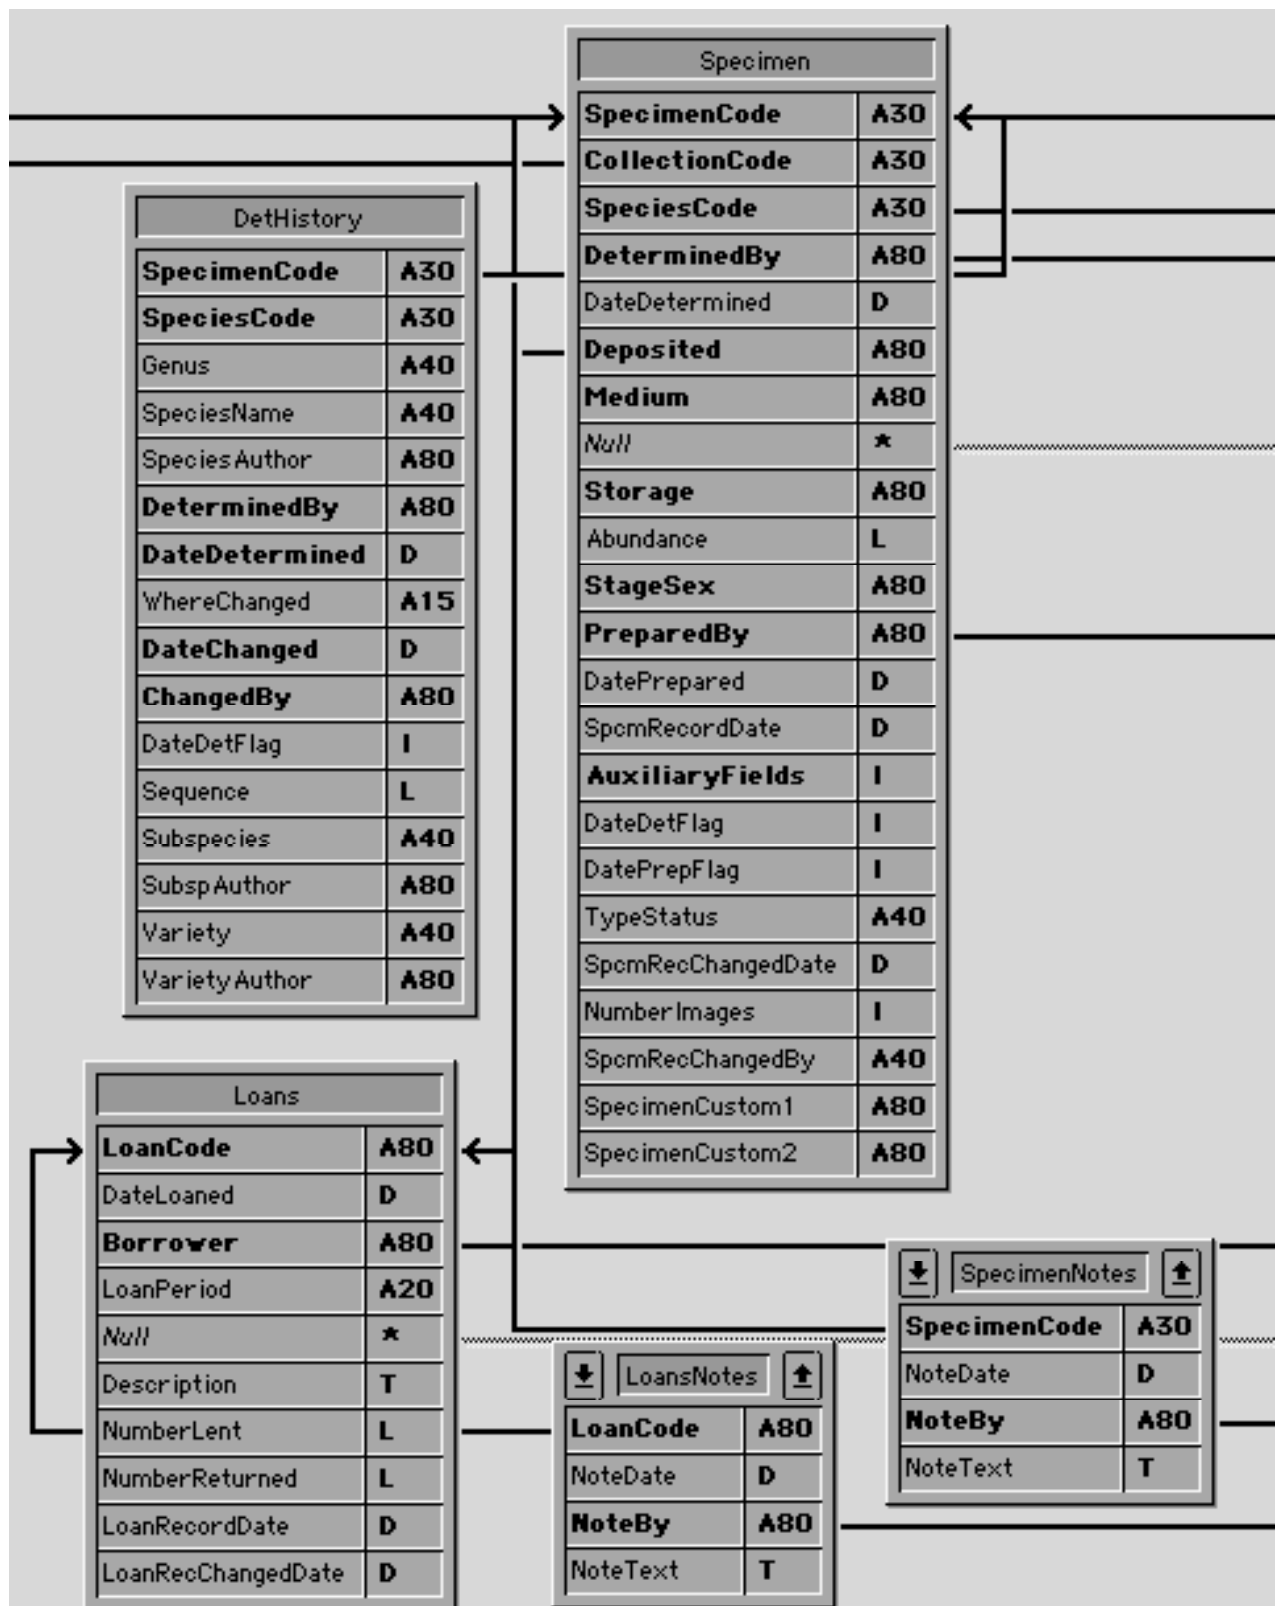 Specimen
SpecimenCode A30
CollectionCode A30
SpeciesCode A30
DeterminedBy A80
DateDetermined D
Deposited A80
Medium A80
Null *
Storage A80
Abundance L
StageSex A80
PreparedBy A80
DatePrepared D
SpcmRecordDate D
AuxiliaryFields I
DateDetFlag I
DatePrepFlag I
TypeStatus A40
SpcmRecChangedDate D
NumberImages I
SpcmRecChangedBy A40
SpecimenCustom1 A80
SpecimenCustom2 A80
DetHistory
SpecimenCode A30
SpeciesCode A30
Genus A40
SpeciesName A40
SpeciesAuthor A80
DeterminedBy A80
DateDetermined D
WhereChanged A15
DateChanged D
ChangedBy A80
DateDetFlag I
Sequence L
Subspecies A40
SubspAuthor A80
Variety A40
VarietyAuthor A80
Loans
LoanCode A80
DateLoaned D
Borrower A80
LoanPeriod A20
Null *
Description T
NumberLent L
NumberReturned L
LoanRecordDate D
LoanRecChangedDate D
LoansNotes
LoanCode A80
NoteDate D
NoteBy A80
NoteText T
SpecimenNotes
SpecimenCode A30
NoteDate D
NoteBy A80
NoteText T